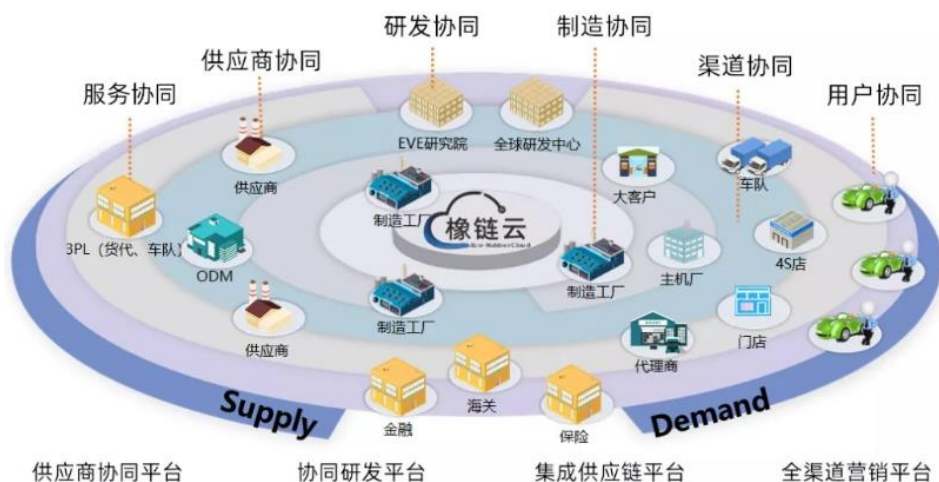 研发协同
制造协同
供应商协同
渠道协同
服务协同
用户协同
EVE研究院
全球研发中心
供应商
大客户
车队
制造工厂
橡链云
3PL（货代、车队）
ODM
制造工厂
主机厂
4S店
供应商
制造工厂
代理商
门店
Supply
Demand
金融
海关
保险
供应商协同平台
协同研发平台
集成供应链平台
全渠道营销平台